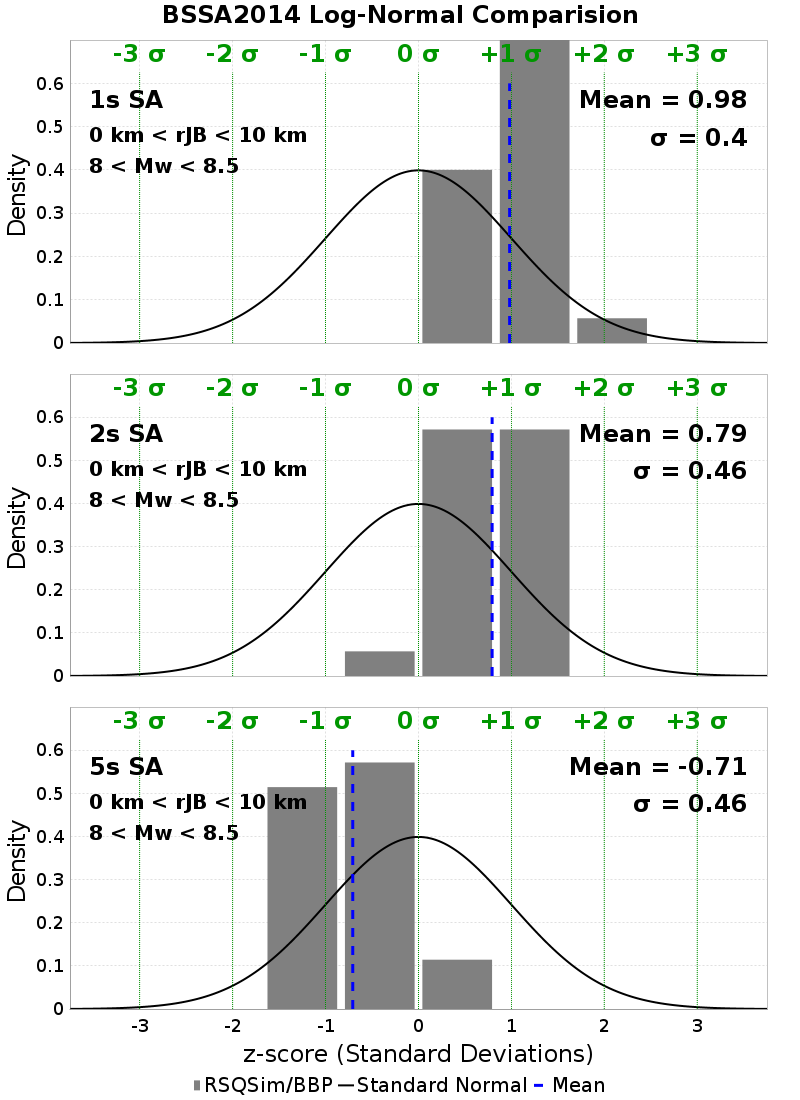 BSSA2014 Log-Normal Comparision
-3 σ -2 σ -1 σ 0 σ +1 σ +2 σ +3 σ
1s SA
0 km < rJB < 10 km
8 < Mw < 8.5
Mean = 0.98
σ = 0.4
Density
0.6
0.5
0.4
0.3
0.2
0.1
0
-3 σ -2 σ -1 σ 0 σ +1 σ +2 σ +3 σ
2s SA
0 km < rJB < 10 km
8 < Mw < 8.5
Mean = 0.79
σ = 0.46
Density
0.6
0.5
0.4
0.3
0.2
0.1
0
-3 σ -2 σ -1 σ 0 σ +1 σ +2 σ +3 σ
5s SA
0 km < rJB < 10 km
8 < Mw < 8.5
Mean = -0.71
σ = 0.46
Density
0.6
0.5
0.4
0.3
0.2
0.1
0
-3 -2 -1 0 1 2 3
z-score (Standard Deviations)
RSQSim/BBP Standard Normal Mean